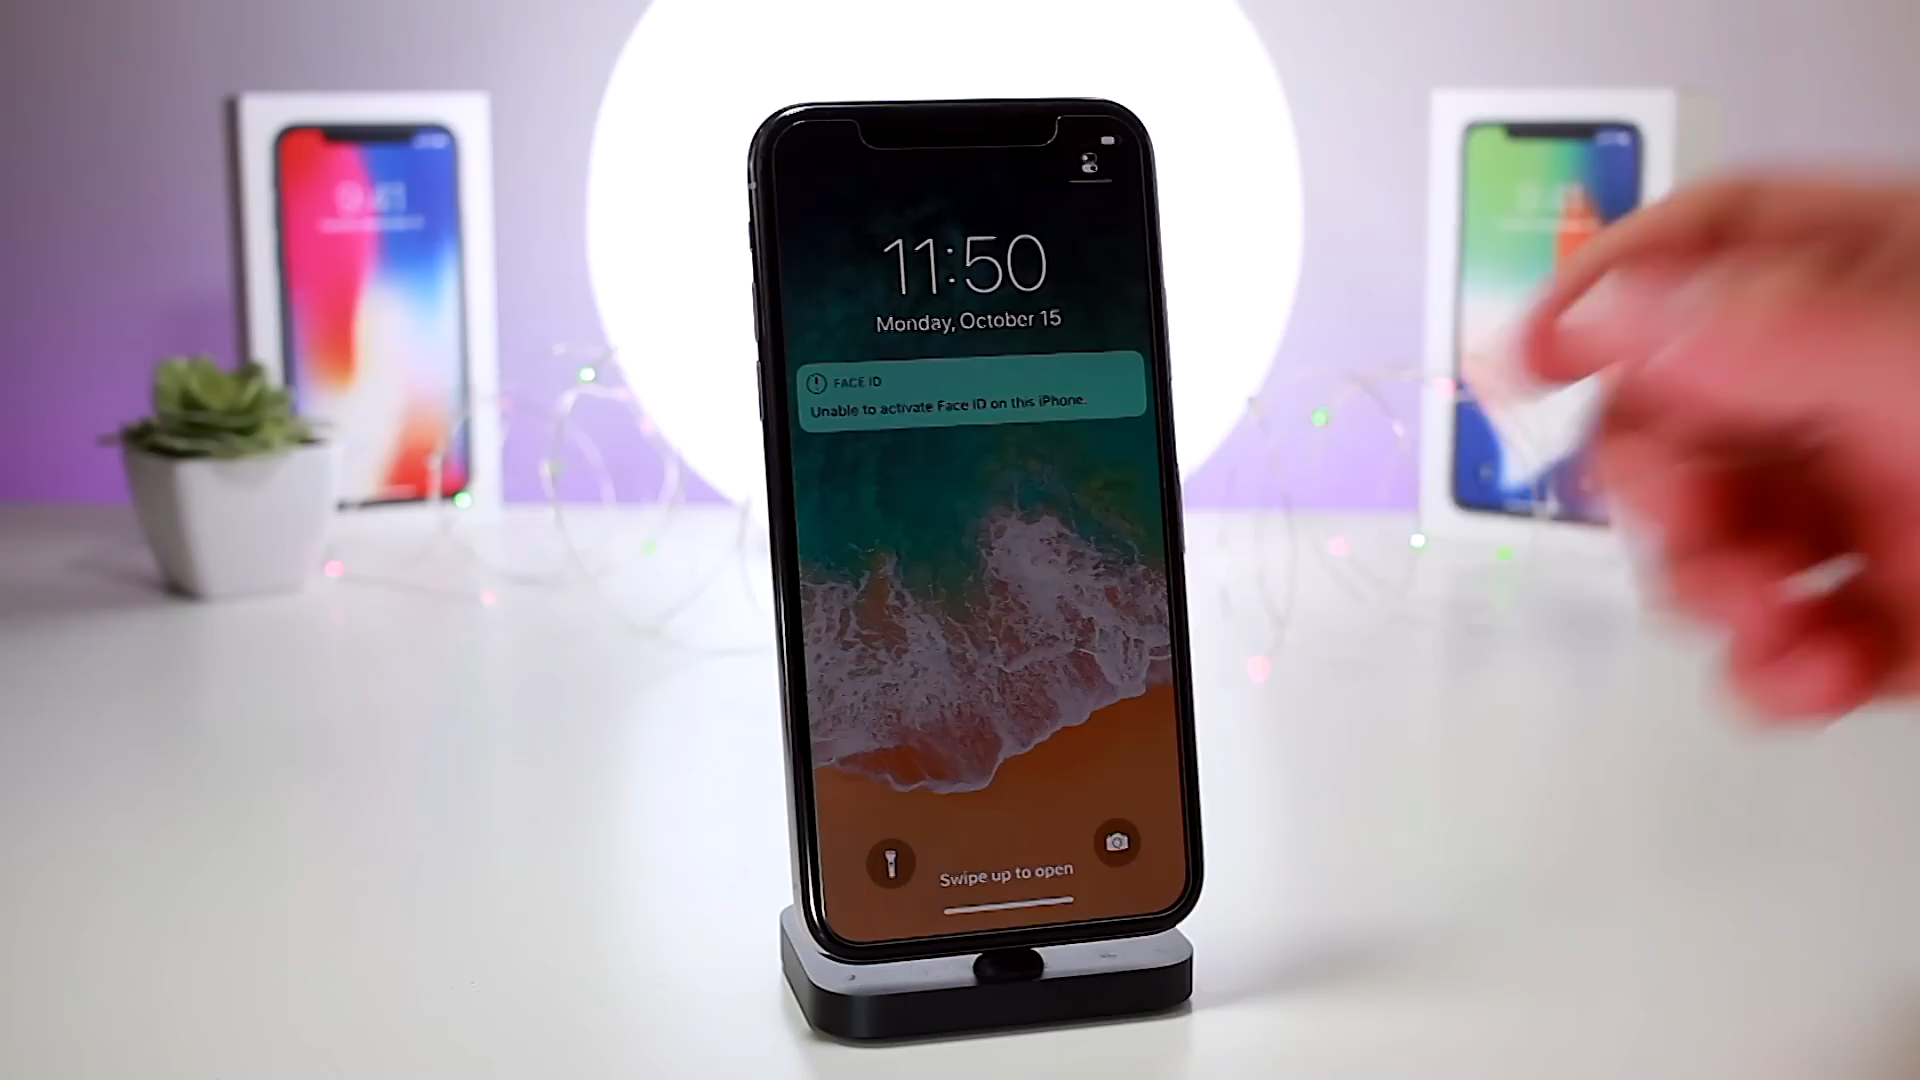 11:50
Monday, October 15
FACE ID
Unable to activate Face ID on this iPhone.
Swipe up to open